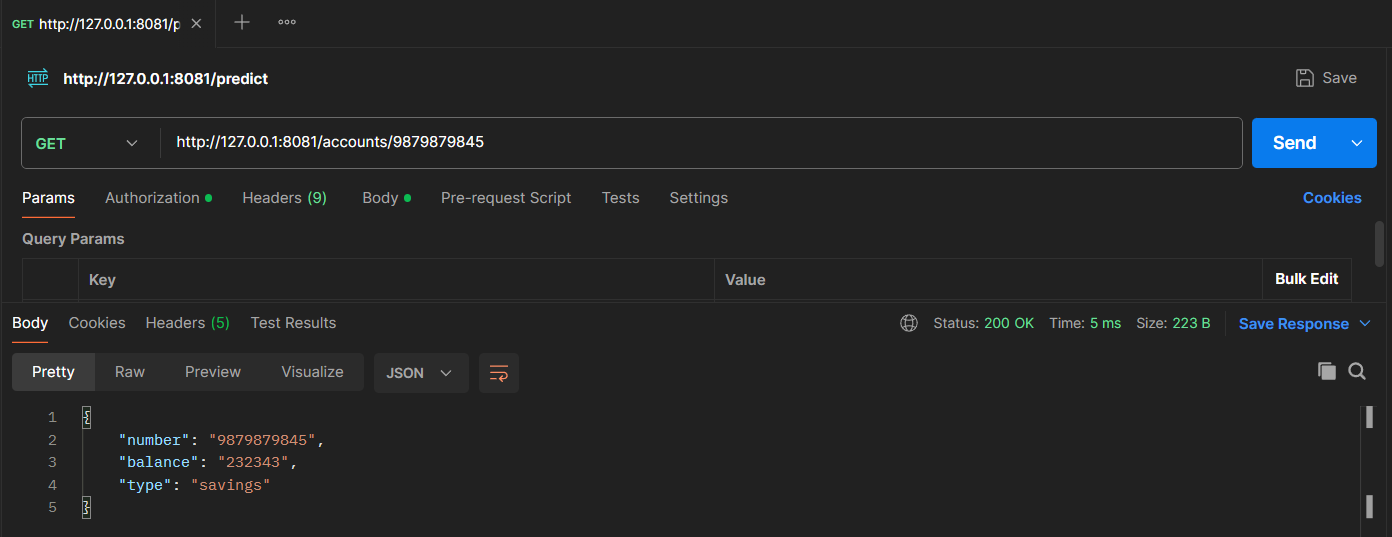 GET http://127.0.0.1:8081/p
HTTP http://127.0.0.1:8081/predict Save
GET http://127.0.0.1:8081/accounts/9879879845 Send
Params Authorization Headers (9) Body Pre-request Script Tests Settings Cookies
Query Params
Key Value Bulk Edit
Body Cookies Headers (5) Test Results Status: 200 OK Time: 5 ms Size: 223 B Save Response
Pretty Raw Preview Visualize JSON
1 {
2 "number": "9879879845",
3 "balance": "232343",
4 "type": "savings"
5 }